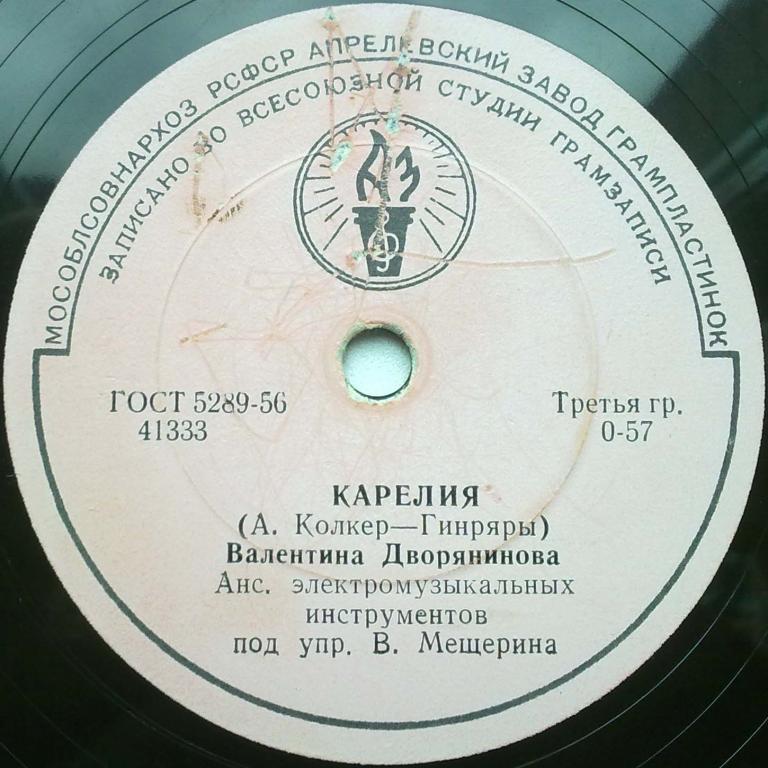 МОСОБЛСОВНАРХОЗ РСФСР АПРЕЛЕВСКИЙ ЗАВОД ГРАМПЛАСТИНОК
ЗАПИСАНО ВО ВСЕСОЮЗНОЙ СТУДИИ ГРАМЗАПИСИ
АЗ
ГОСТ 5289-56
41333
Третья гр.
0-57
КАРЕЛИЯ
(А. Колкер—Гинряры)
Валентина Дворянинова
Анс. электромузыкальных
инструментов
под упр. В. Мещерина